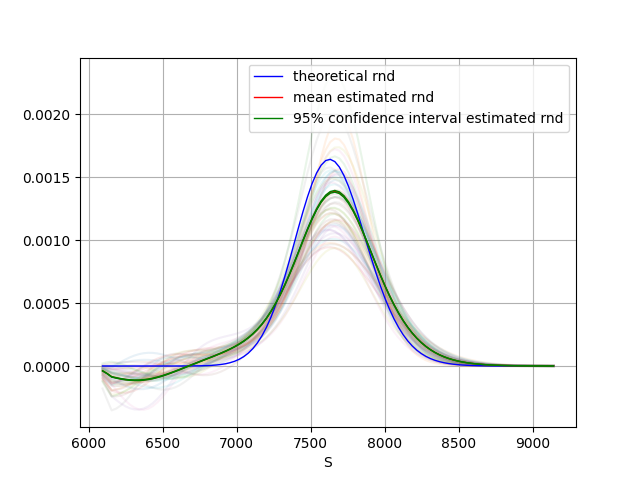 theoretical rnd
mean estimated rnd
95% confidence interval estimated rnd
0.0020
0.0015
0.0010
0.0005
0.0000
6000 6500 7000 7500 8000 8500 9000
S